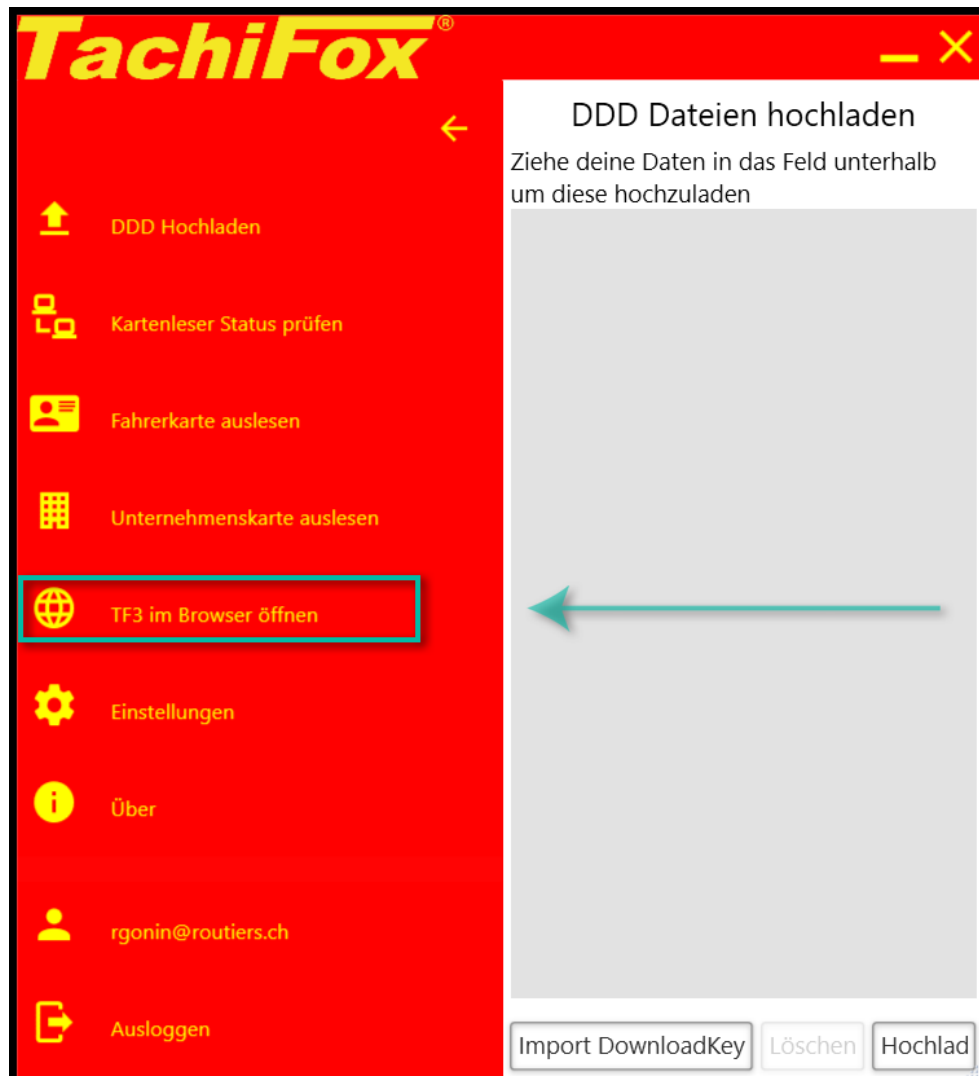 TachiFox®
DDD Hochladen
Kartenleser Status prüfen
Fahrerkarte auslesen
Unternehmenskarte auslesen
TF3 im Browser öffnen
Einstellungen
Über
rgonin@routiers.ch
Ausloggen
DDD Dateien hochladen
Ziehe deine Daten in das Feld unterhalb
um diese hochzuladen
Import DownloadKey Löschen Hochlad